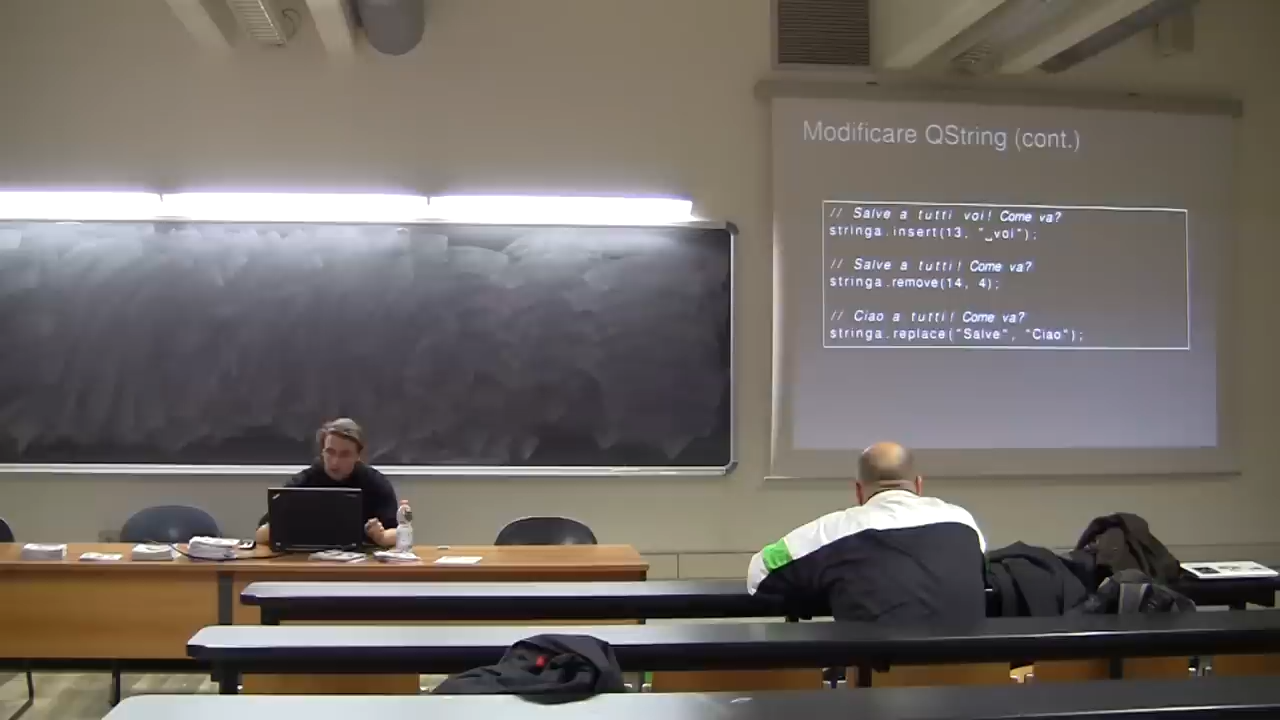 Modificare QString (cont.)
// Salve a tutti voi! Come va?
stringa.insert(13, "␣voi");
// Salve a tutti! Come va?
stringa.remove(14, 4);
// Ciao a tutti! Come va?
stringa.replace("Salve", "Ciao");